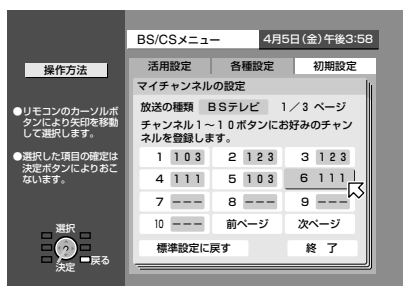 BS/CSメニュー 4月5日(金)午後3:58
操作方法
活用設定 各種設定 初期設定
マイチャンネルの設定
放送の種類 BSテレビ 1/3 ページ
チャンネル1~10ボタンにお好みのチャン
ネルを登録します。
●リモコンのカーソルボ
タンにより矢印を移動
して選択します。
●選択した項目の確定は
決定ボタンによりおこ
ないます。
1 103 2 123 3 123
4 111 5 103 6 111
7 --- 8 --- 9 ---
10 --- 前ページ 次ページ
標準設定に戻す 終 了
選択
戻る
決定